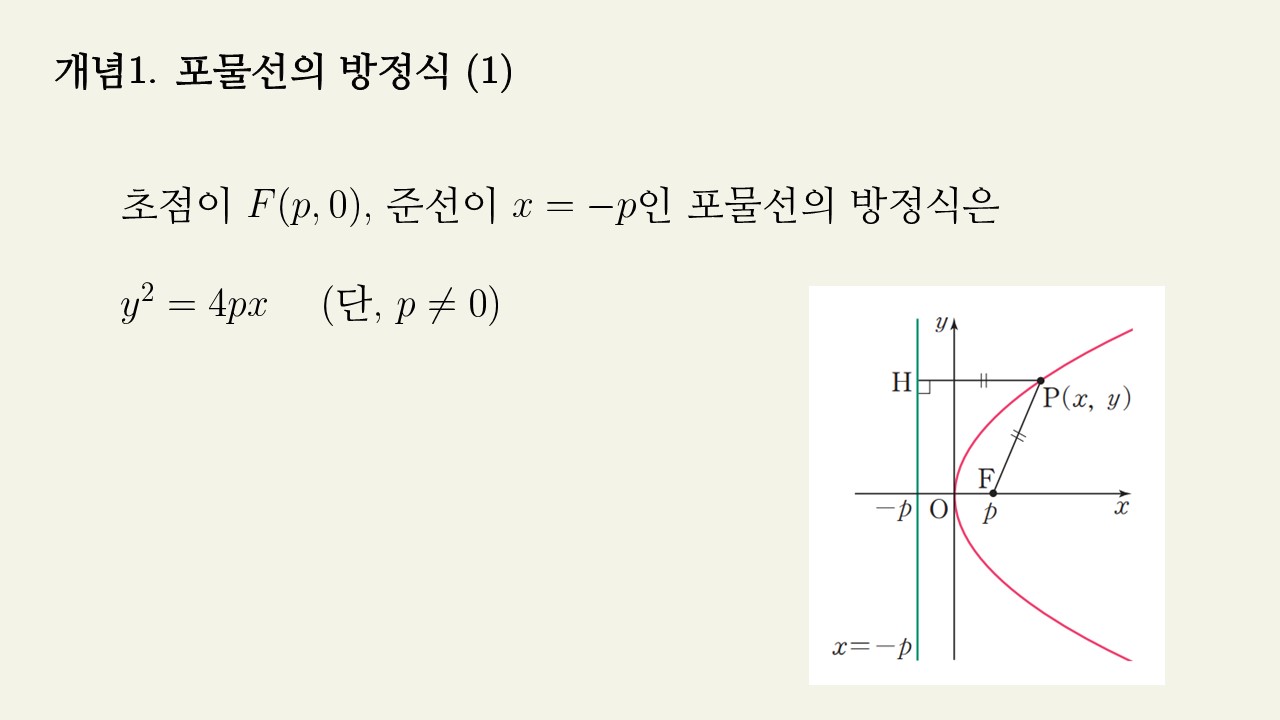 개념1. 포물선의 방정식 (1)
초점이 F(p, 0), 준선이 x = −p인 포물선의 방정식은
y² = 4px (단, p ≠ 0)
y
H
P(x, y)
F
−p O p x
x=−p